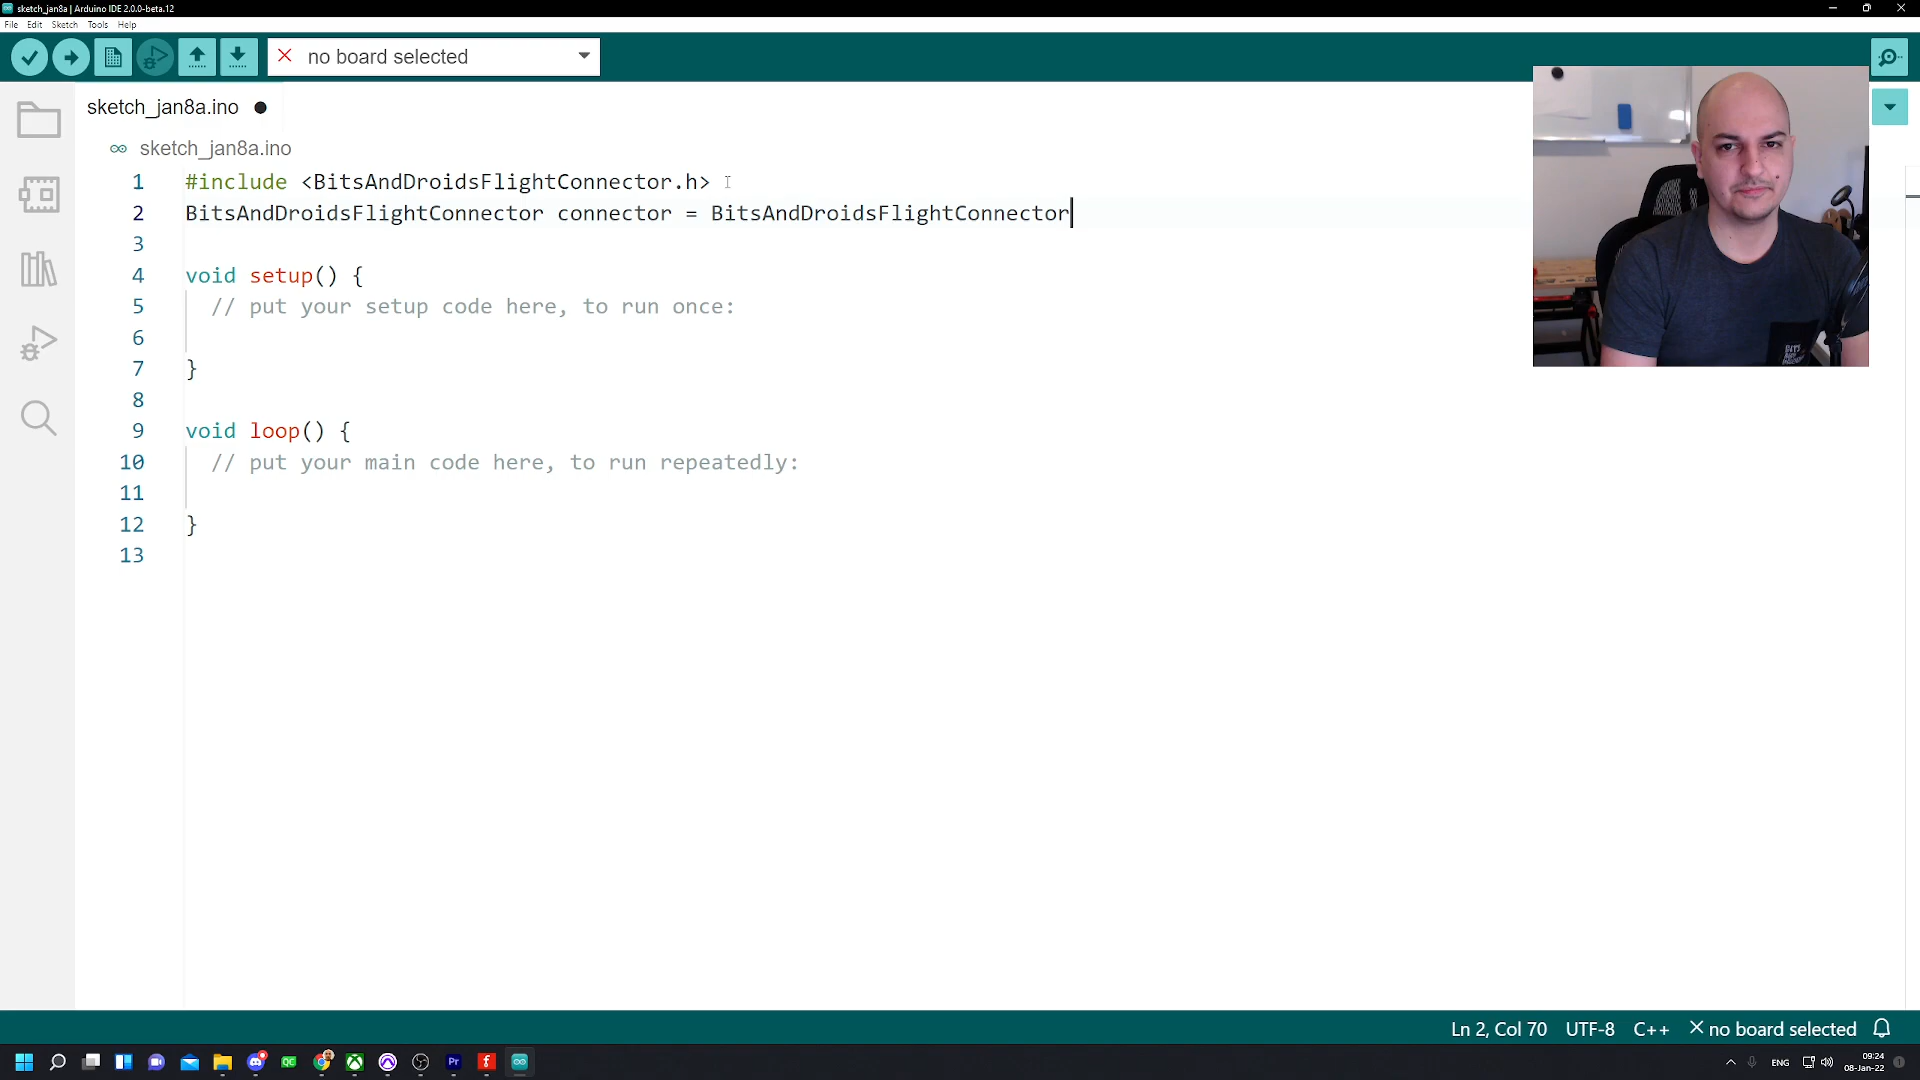 sketch_jan8a | Arduino IDE 2.0.0-beta.12
File Edit Sketch Tools Help
no board selected
sketch_jan8a.ino
sketch_jan8a.ino
1 #include <BitsAndDroidsFlightConnector.h>
2 BitsAndDroidsFlightConnector connector = BitsAndDroidsFlightConnector
3
4 void setup() {
5 // put your setup code here, to run once:
6
7 }
8
9 void loop() {
10 // put your main code here, to run repeatedly:
11
12 }
13
Ln 2, Col 70 UTF-8 C++ no board selected
QC Pr ENG 09:24
08-Jan-22